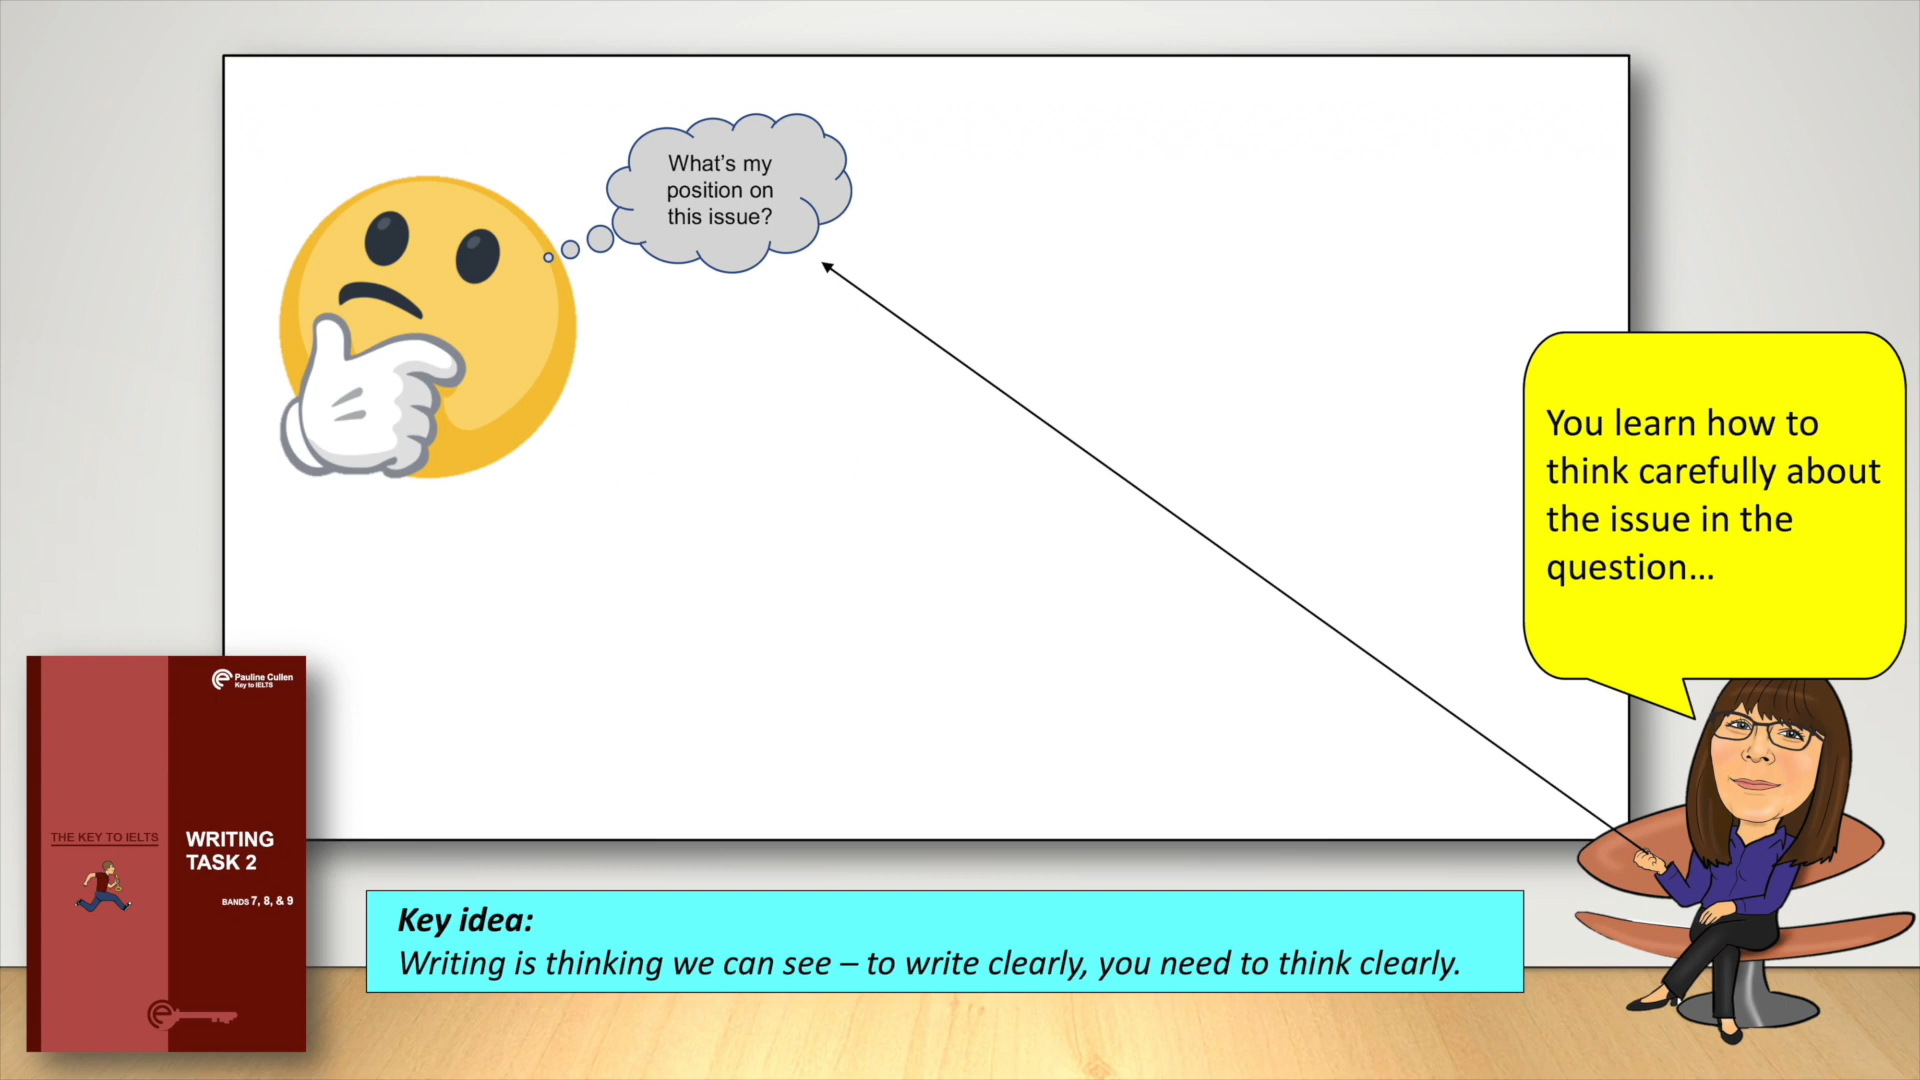 What's my
position on
this issue?
You learn how to
think carefully about
the issue in the
question...
Pauline Cullen
Key to IELTS
THE KEY TO IELTS
WRITING
TASK 2
BANDS 7, 8, & 9
Key idea:
Writing is thinking we can see – to write clearly, you need to think clearly.